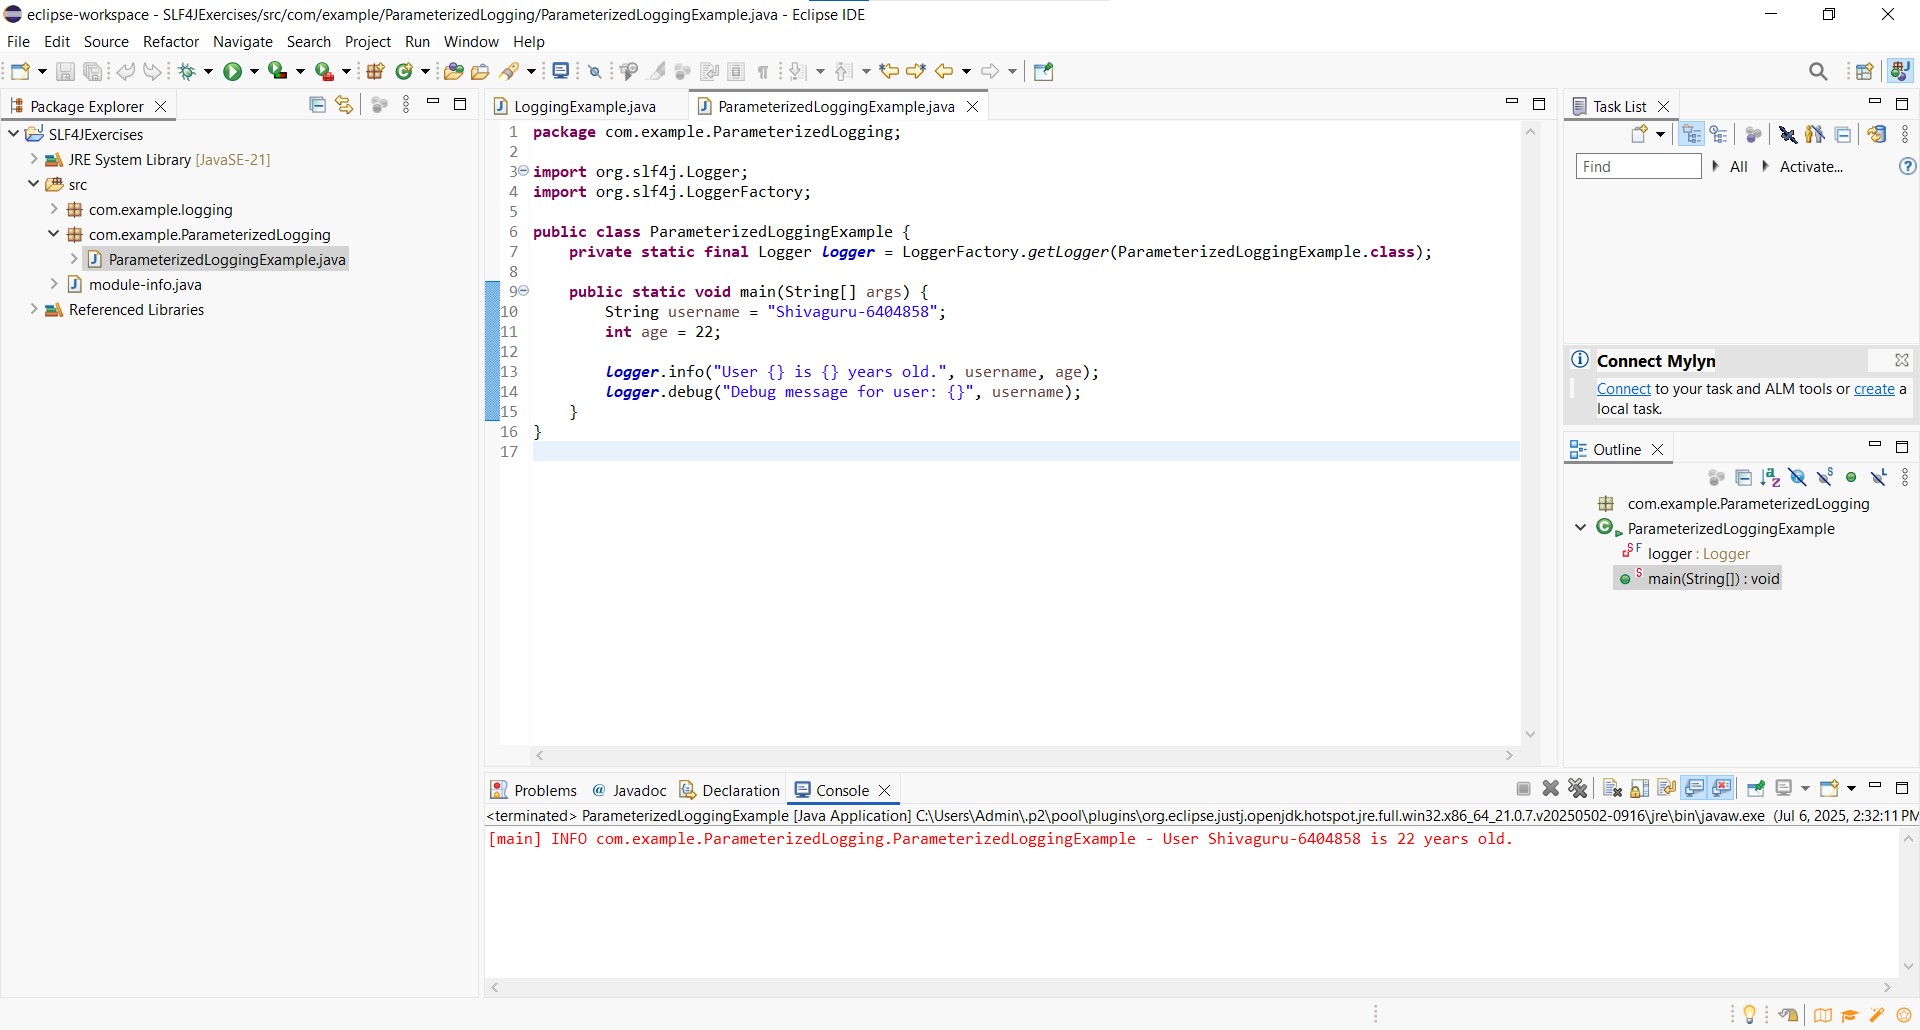 eclipse-workspace - SLF4JExercises/src/com/example/ParameterizedLogging/ParameterizedLoggingExample.java - Eclipse IDE
File Edit Source Refactor Navigate Search Project Run Window Help
Package Explorer
SLF4JExercises
JRE System Library [JavaSE-21]
src
com.example.logging
com.example.ParameterizedLogging
ParameterizedLoggingExample.java
module-info.java
Referenced Libraries
LoggingExample.java
ParameterizedLoggingExample.java
1 package com.example.ParameterizedLogging;
2
3 import org.slf4j.Logger;
4 import org.slf4j.LoggerFactory;
5
6 public class ParameterizedLoggingExample {
7     private static final Logger logger = LoggerFactory.getLogger(ParameterizedLoggingExample.class);
8
9     public static void main(String[] args) {
10         String username = "Shivaguru-6404858";
11         int age = 22;
12
13         logger.info("User {} is {} years old.", username, age);
14         logger.debug("Debug message for user: {}", username);
15     }
16 }
17
Task List
Find All Activate...
Connect Mylyn
Connect to your task and ALM tools or create a
local task.
Outline
com.example.ParameterizedLogging
ParameterizedLoggingExample
logger : Logger
main(String[]) : void
Problems Javadoc Declaration Console
<terminated> ParameterizedLoggingExample [Java Application] C:\Users\Admin\.p2\pool\plugins\org.eclipse.justj.openjdk.hotspot.jre.full.win32.x86_64_21.0.7.v20250502-0916\jre\bin\javaw.exe (Jul 6, 2025, 2:32:11 PM
[main] INFO com.example.ParameterizedLogging.ParameterizedLoggingExample - User Shivaguru-6404858 is 22 years old.